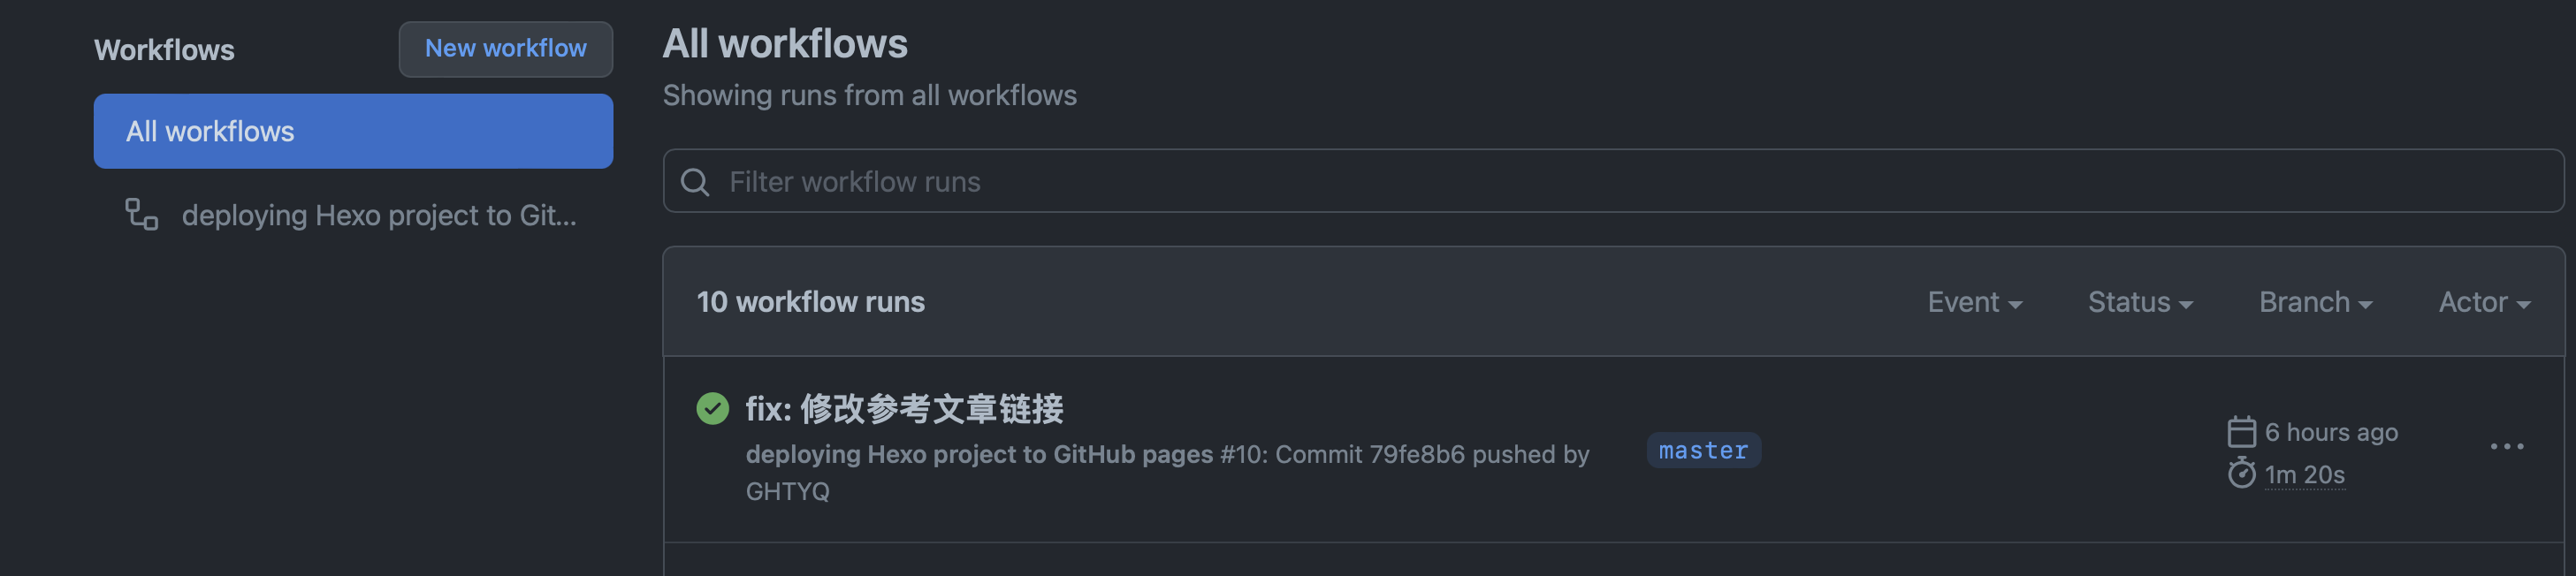 Workflows
New workflow
All workflows
deploying Hexo project to Git...
All workflows
Showing runs from all workflows
Filter workflow runs
10 workflow runs
Event
Status
Branch
Actor
fix: 修改参考文章链接
deploying Hexo project to GitHub pages #10: Commit 79fe8b6 pushed by
GHTYQ
master
6 hours ago
1m 20s